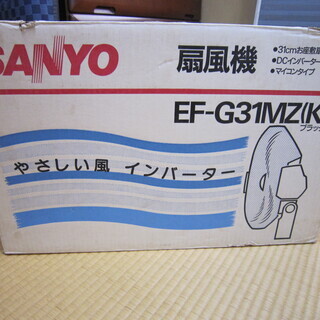 SANYO
扇風機
●31cmお座敷扇
●DCインバーター
●マイコンタイプ
EF-G31MZ(K
ブラック
やさしい風 インバーター